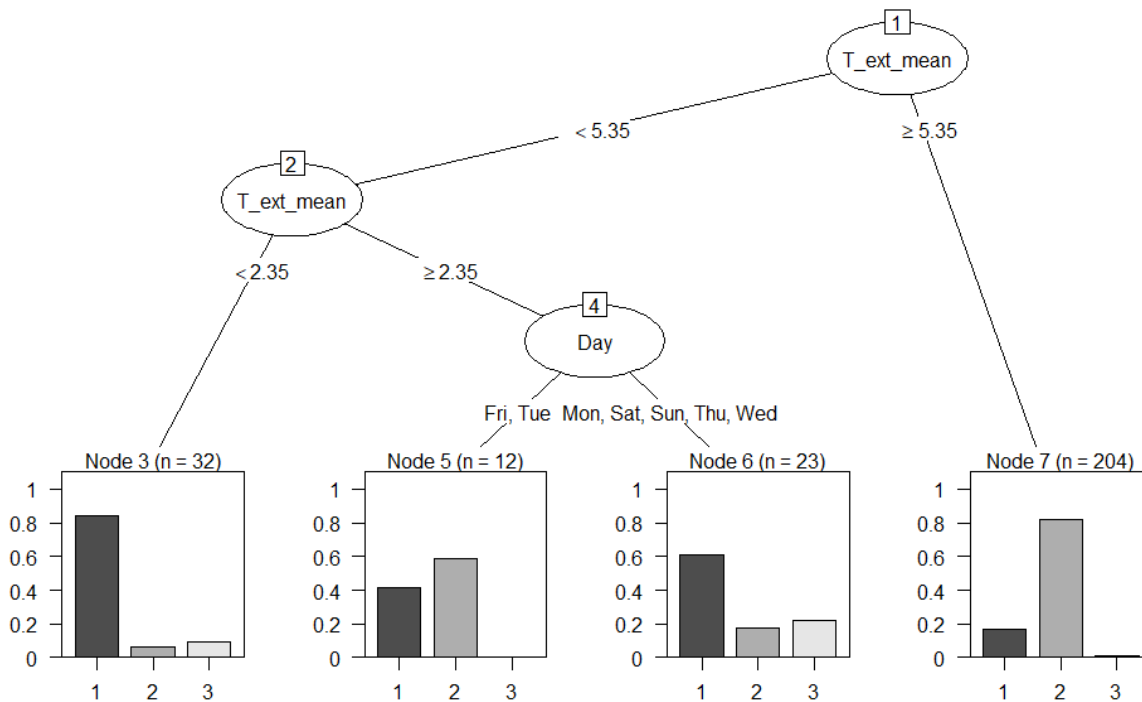 1
T_ext_mean
< 5.35
≥ 5.35
2
T_ext_mean
< 2.35
≥ 2.35
4
Day
Fri, Tue
Mon, Sat, Sun, Thu, Wed
Node 3 (n = 32)
1
0.8
0.6
0.4
0.2
0
1 2 3
Node 5 (n = 12)
1
0.8
0.6
0.4
0.2
0
1 2 3
Node 6 (n = 23)
1
0.8
0.6
0.4
0.2
0
1 2 3
Node 7 (n = 204)
1
0.8
0.6
0.4
0.2
0
1 2 3